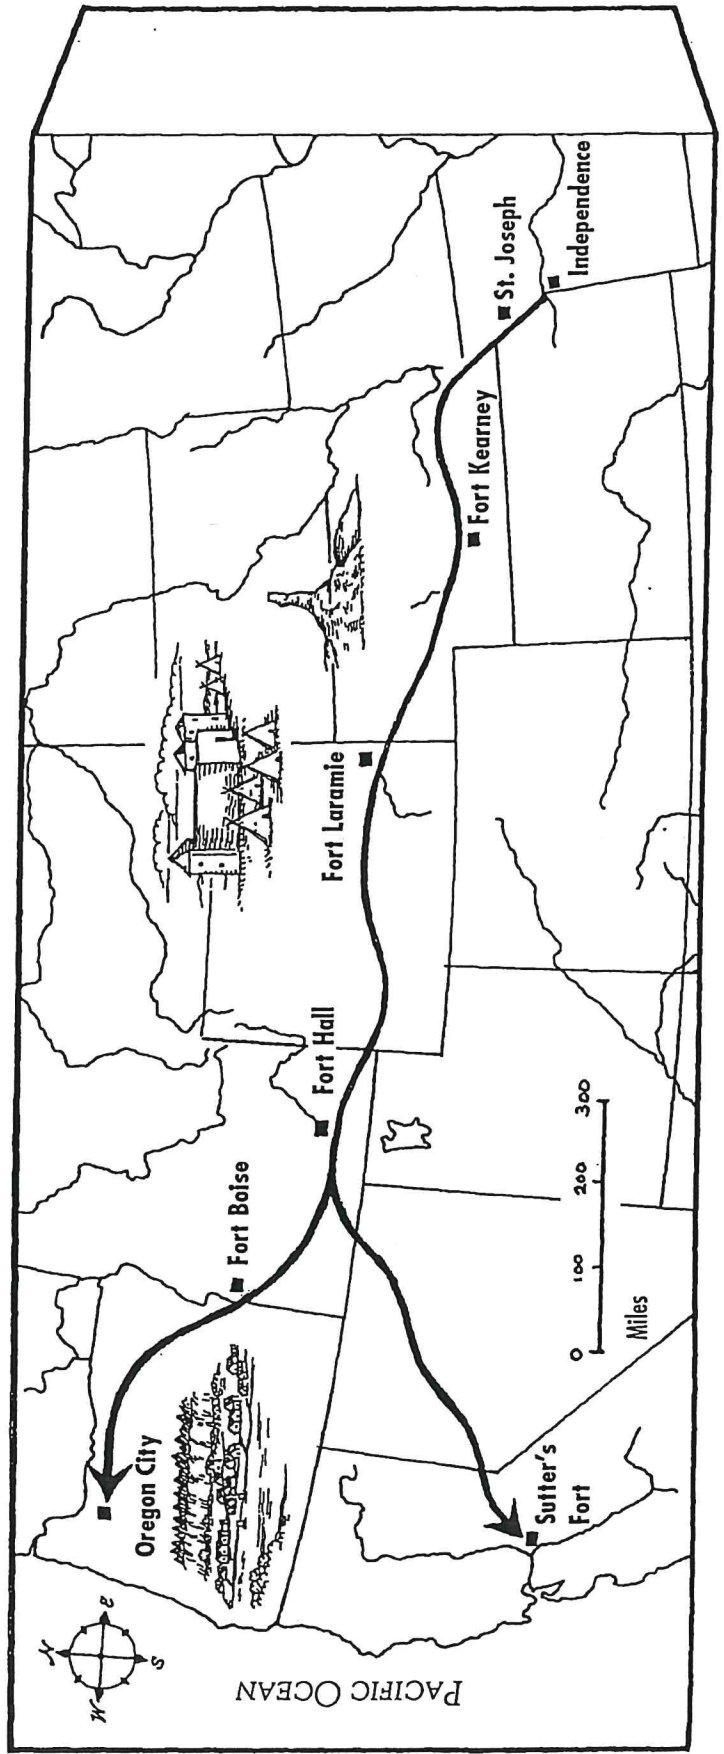 St. Joseph
Independence
Fort Kearney
Fort Laramie
Fort Hall
Fort Boise
Oregon City
Sutter's
Fort
0 100 200 300
Miles
N
W
S
PACIFIC OCEAN